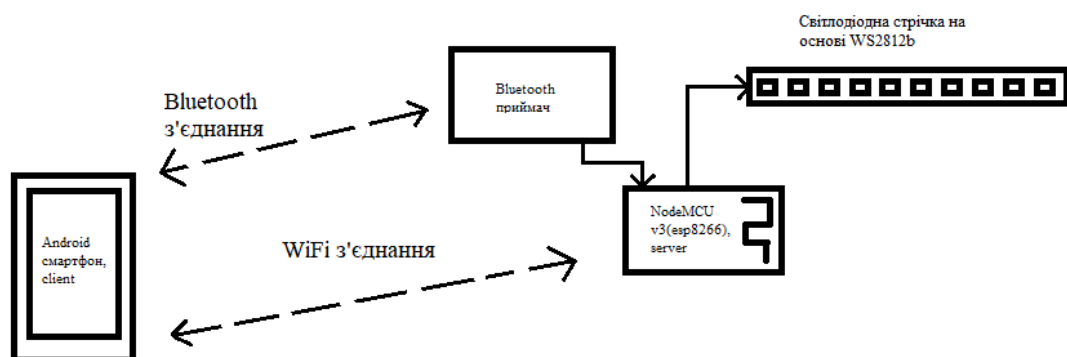 Світлодіодна стрічка на
основі WS2812b
Bluetooth
з'єднання
Bluetooth
приймач
NodeMCU
v3(esp8266),
server
Android
смартфон,
client
WiFi з'єднання